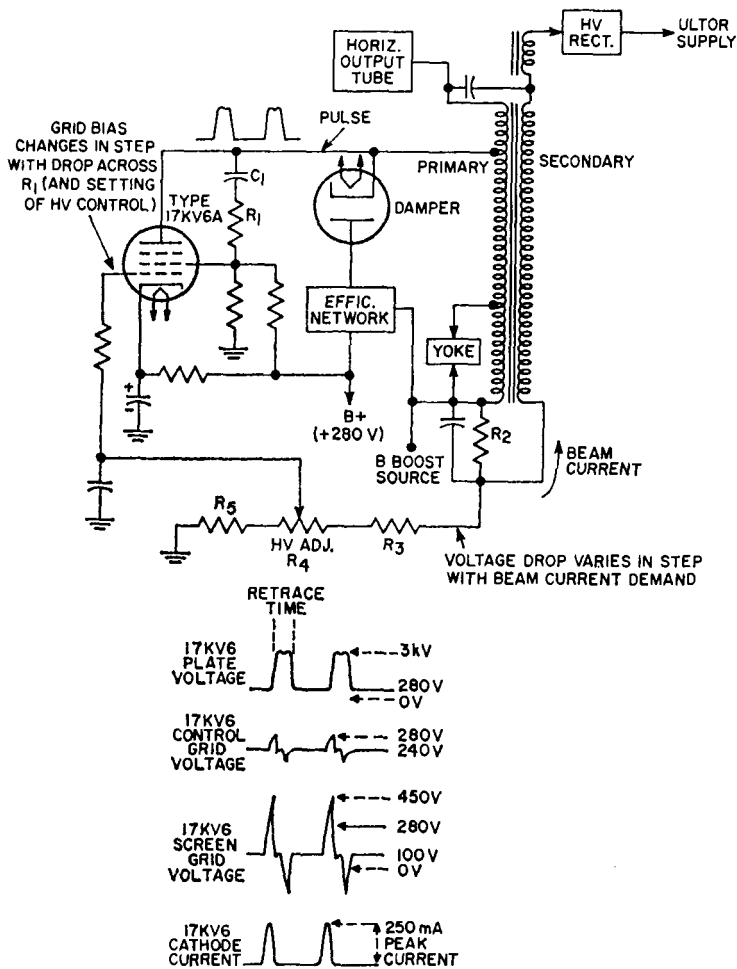 HV
RECT.
ULTOR
SUPPLY
HORIZ.
OUTPUT
TUBE
GRID BIAS
CHANGES IN STEP
WITH DROP ACROSS
R1 (AND SETTING
OF HV CONTROL)
PULSE
PRIMARY
SECONDARY
C1
TYPE
17KV6A
R1
DAMPER
EFFIC.
NETWORK
YOKE
+
-
B+
(+280 V)
B BOOST
SOURCE
R2
BEAM
CURRENT
R5
HV ADJ.
R4
R3
VOLTAGE DROP VARIES IN STEP
WITH BEAM CURRENT DEMAND
RETRACE
TIME
17KV6
PLATE
VOLTAGE
3kV
280V
0V
17KV6
CONTROL
GRID
VOLTAGE
280V
240V
17KV6
SCREEN
GRID
VOLTAGE
450V
280V
100V
0V
17KV6
CATHODE
CURRENT
250 mA
PEAK
CURRENT